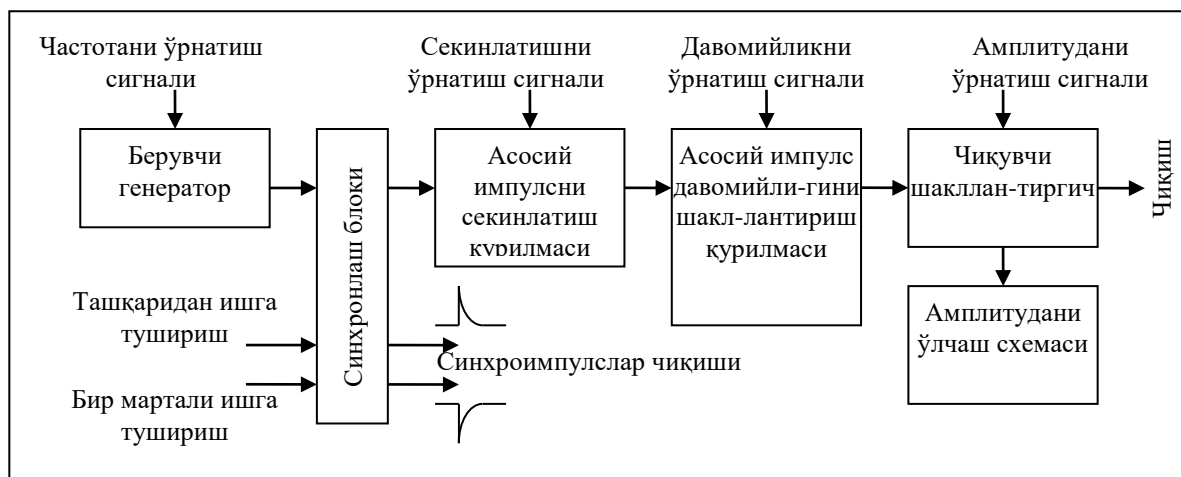 Частотани ўрнатиш
сигнали
Секинлатишни
ўрнатиш сигнали
Давомийликни
ўрнатиш сигнали
Амплитудани
ўрнатиш сигнали
Берувчи
генератор
Синхронлаш блоки
Асосий
импулсни
секинлатиш
қурилмаси
Асосий импулс
давомийли-гини
шакл-лантириш
қурилмаси
Чиқувчи
шакллан-тиргич
Чиқиш
Ташқаридан ишга
тушириш
Бир мартали ишга
тушириш
Синхроимпулслар чиқиши
Амплитудани
ўлчаш схемаси